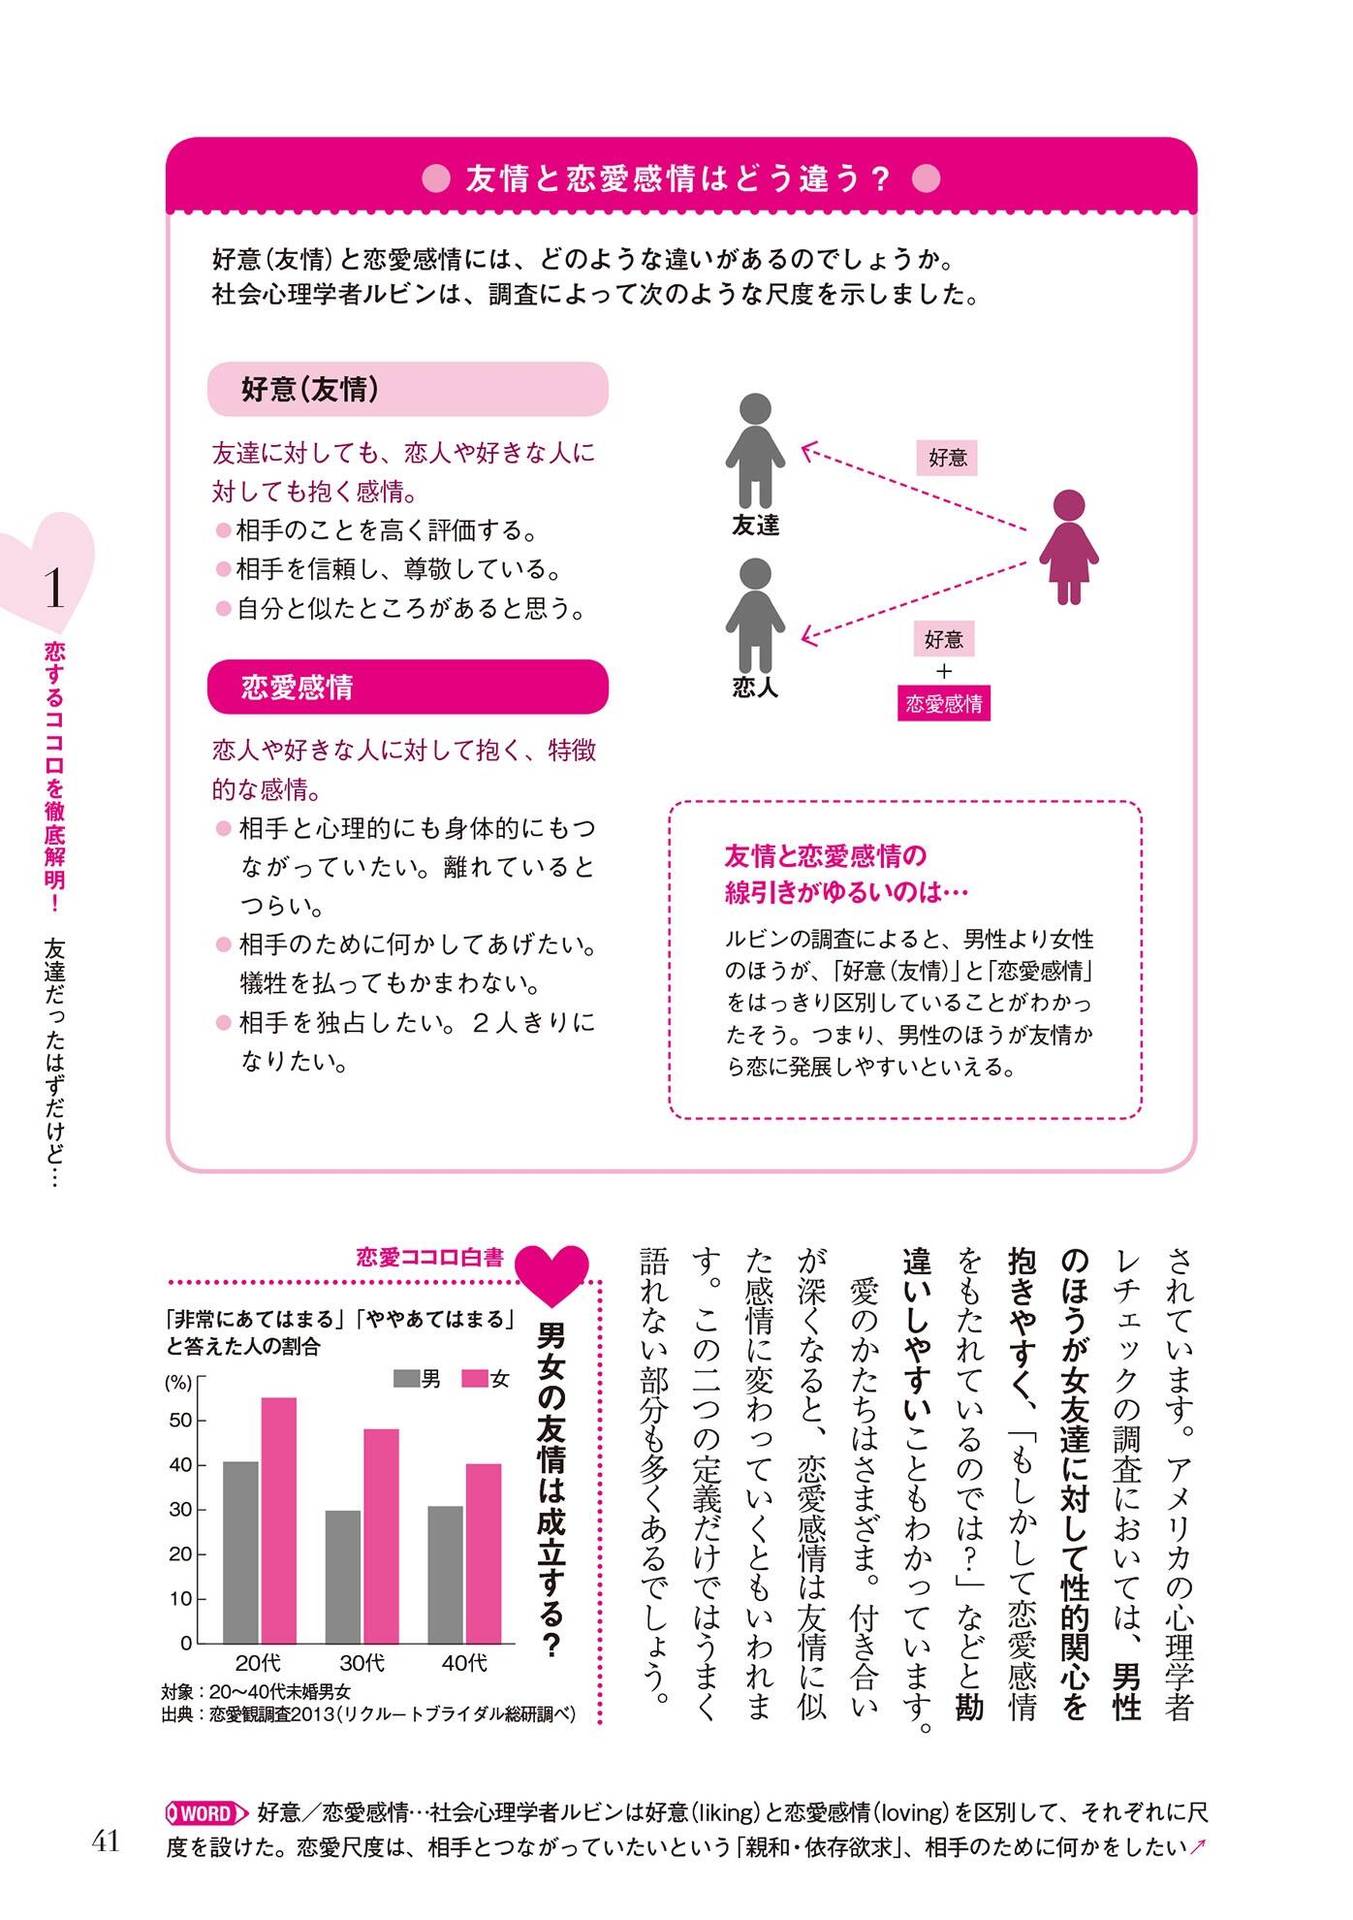 友情と恋愛感情はどう違う？
好意（友情）と恋愛感情には、どのような違いがあるのでしょうか。
社会心理学者ルビンは、調査によって次のような尺度を示しました。
好意（友情）
友達に対しても、恋人や好きな人に
対しても抱く感情。
●相手のことを高く評価する。
●相手を信頼し、尊敬している。
●自分と似たところがあると思う。
恋愛感情
恋人や好きな人に対して抱く、特徴
的な感情。
●相手と心理的にも身体的にもつ
ながっていたい。離れていると
つらい。
●相手のために何かしてあげたい。
犠牲を払ってもかまわない。
●相手を独占したい。２人きりに
なりたい。
友達
好意
恋人
好意
＋
恋愛感情
友情と恋愛感情の
線引きがゆるいのは…
ルビンの調査によると、男性より女性
のほうが、「好意（友情）」と「恋愛感情」
をはっきり区別していることがわかっ
たそう。つまり、男性のほうが友情か
ら恋に発展しやすいといえる。
1
恋するココロを徹底解明！　友達だったはずだけど…
されています。アメリカの心理学者
レチェックの調査においては、男性
のほうが女友達に対して性的関心を
抱きやすく、「もしかして恋愛感情
をもたれているのでは？」などと勘
違いしやすいこともわかっています。
愛のかたちはさまざま。付き合い
が深くなると、恋愛感情は友情に似
た感情に変わっていくともいわれま
す。この二つの定義だけではうまく
語れない部分も多くあるでしょう。
恋愛ココロ白書
男女の友情は成立する？
「非常にあてはまる」「ややあてはまる」
と答えた人の割合
(%)
男　女
50
40
30
20
10
0
20代　30代　40代
対象：20〜40代未婚男女
出典：恋愛観調査2013（リクルートブライダル総研調べ）
WORD 好意／恋愛感情…社会心理学者ルビンは好意（liking）と恋愛感情（loving）を区別して、それぞれに尺
度を設けた。恋愛尺度は、相手とつながっていたいという「親和・依存欲求」、相手のために何かをしたい↗
41